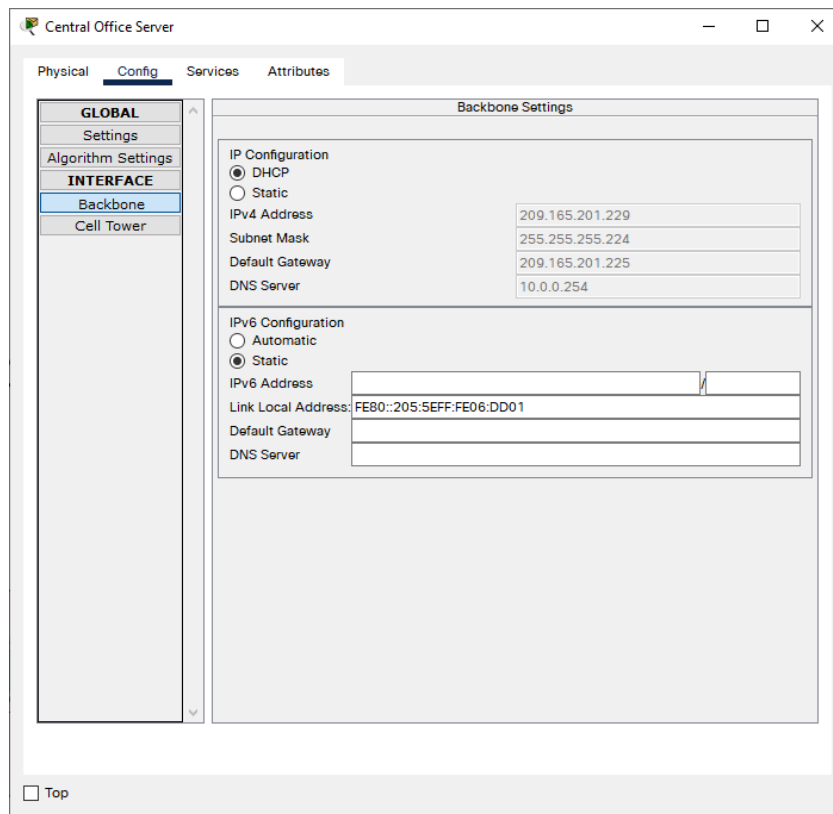 Central Office Server
Physical Config Services Attributes
GLOBAL
Settings
Algorithm Settings
INTERFACE
Backbone
Cell Tower
Backbone Settings
IP Configuration
DHCP
Static
IPv4 Address 209.165.201.229
Subnet Mask 255.255.255.224
Default Gateway 209.165.201.225
DNS Server 10.0.0.254
IPv6 Configuration
Automatic
Static
IPv6 Address /
Link Local Address: FE80::205:5EFF:FE06:DD01
Default Gateway
DNS Server
Top